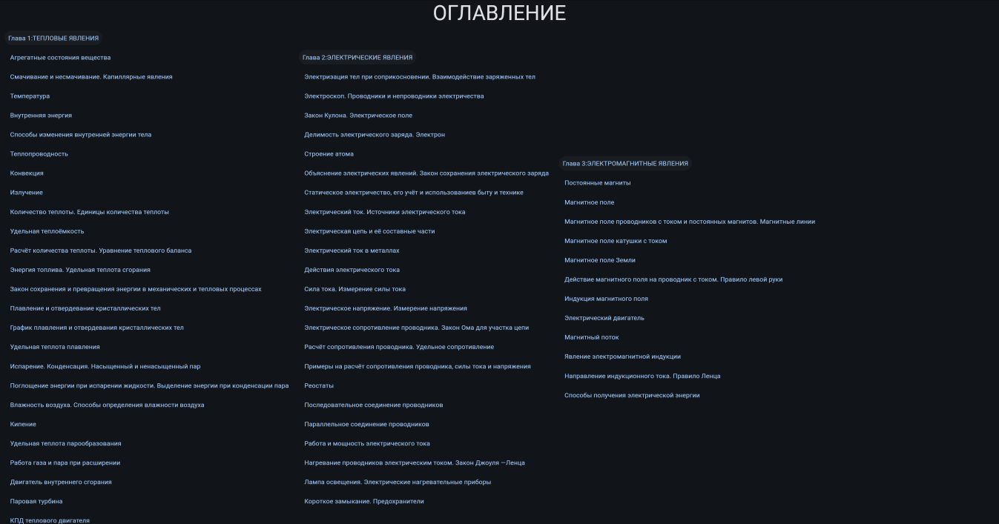 ОГЛАВЛЕНИЕ
Глава 1:ТЕПЛОВЫЕ ЯВЛЕНИЯ
Агрегатные состояния вещества
Смачивание и несмачивание. Капиллярные явления
Температура
Внутренняя энергия
Способы изменения внутренней энергии тела
Теплопроводность
Конвекция
Излучение
Количество теплоты. Единицы количества теплоты
Удельная теплоёмкость
Расчёт количества теплоты. Уравнение теплового баланса
Энергия топлива. Удельная теплота сгорания
Закон сохранения и превращения энергии в механических и тепловых процессах
Плавление и отвердевание кристаллических тел
График плавления и отвердевания кристаллических тел
Удельная теплота плавления
Испарение. Конденсация. Насыщенный и ненасыщенный пар
Поглощение энергии при испарении жидкости. Выделение энергии при конденсации пара
Влажность воздуха. Способы определения влажности воздуха
Кипение
Удельная теплота парообразования
Работа газа и пара при расширении
Двигатель внутреннего сгорания
Паровая турбина
КПД теплового двигателя
Глава 2:ЭЛЕКТРИЧЕСКИЕ ЯВЛЕНИЯ
Электризация тел при соприкосновении. Взаимодействие заряженных тел
Электроскоп. Проводники и непроводники электричества
Закон Кулона. Электрическое поле
Делимость электрического заряда. Электрон
Строение атома
Объяснение электрических явлений. Закон сохранения электрического заряда
Статическое электричество, его учёт и использованиев быту и технике
Электрический ток. Источники электрического тока
Электрическая цепь и её составные части
Электрический ток в металлах
Действия электрического тока
Сила тока. Измерение силы тока
Электрическое напряжение. Измерение напряжения
Электрическое сопротивление проводника. Закон Ома для участка цепи
Расчёт сопротивления проводника. Удельное сопротивление
Примеры на расчёт сопротивления проводника, силы тока и напряжения
Реостаты
Последовательное соединение проводников
Параллельное соединение проводников
Работа и мощность электрического тока
Нагревание проводников электрическим током. Закон Джоуля —Ленца
Лампа освещения. Электрические нагревательные приборы
Короткое замыкание. Предохранители
Глава 3:ЭЛЕКТРОМАГНИТНЫЕ ЯВЛЕНИЯ
Постоянные магниты
Магнитное поле
Магнитное поле проводников с током и постоянных магнитов. Магнитные линии
Магнитное поле катушки с током
Магнитное поле Земли
Действие магнитного поля на проводник с током. Правило левой руки
Индукция магнитного поля
Электрический двигатель
Магнитный поток
Явление электромагнитной индукции
Направление индукционного тока. Правило Ленца
Способы получения электрической энергии